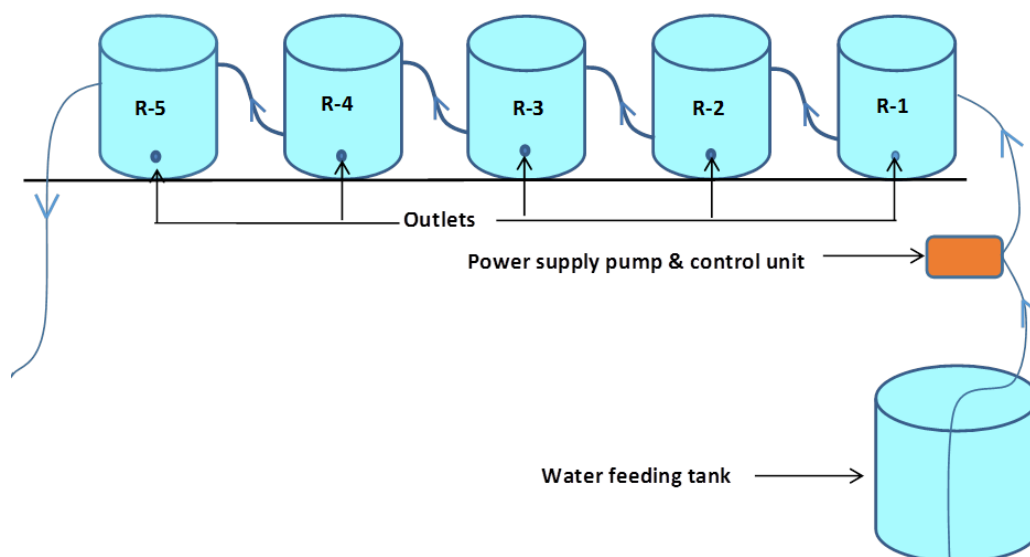 R-5
R-4
R-3
R-2
R-1
Outlets
Power supply pump & control unit
Water feeding tank